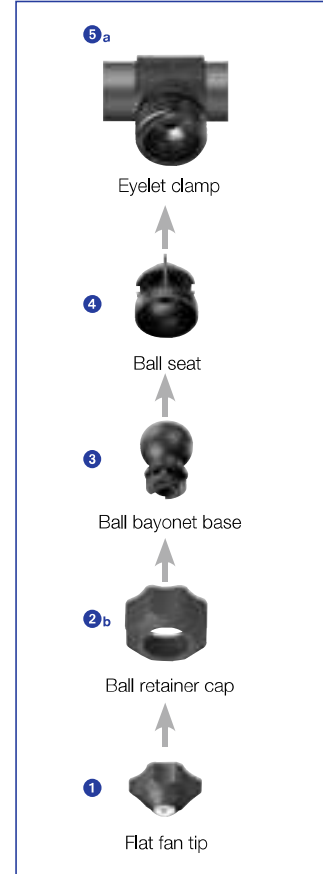 5a
Eyelet clamp
4
Ball seat
3
Ball bayonet base
2b
Ball retainer cap
1
Flat fan tip